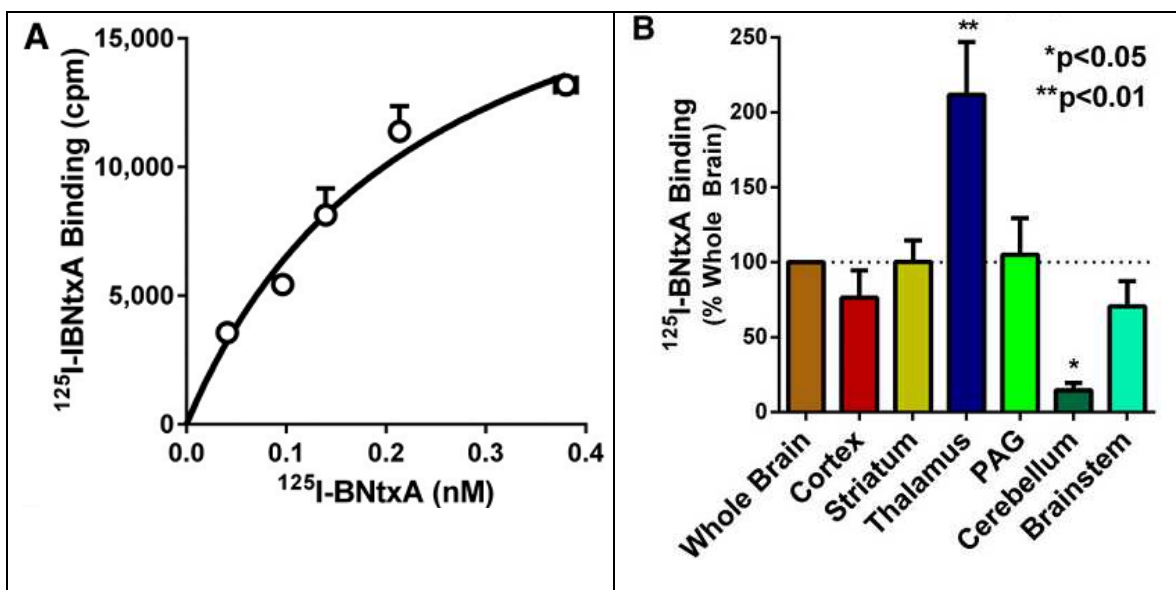 A
15,000
10,000
5,000
0
¹²⁵I-IBNtxA Binding (cpm)
0.0 0.1 0.2 0.3 0.4
¹²⁵I-BNtxA (nM)
B
250
200
150
100
50
0
¹²⁵I-BNtxA Binding
(% Whole Brain)
**
*
*p<0.05
**p<0.01
Whole Brain
Cortex
Striatum
Thalamus
PAG
Cerebellum
Brainstem